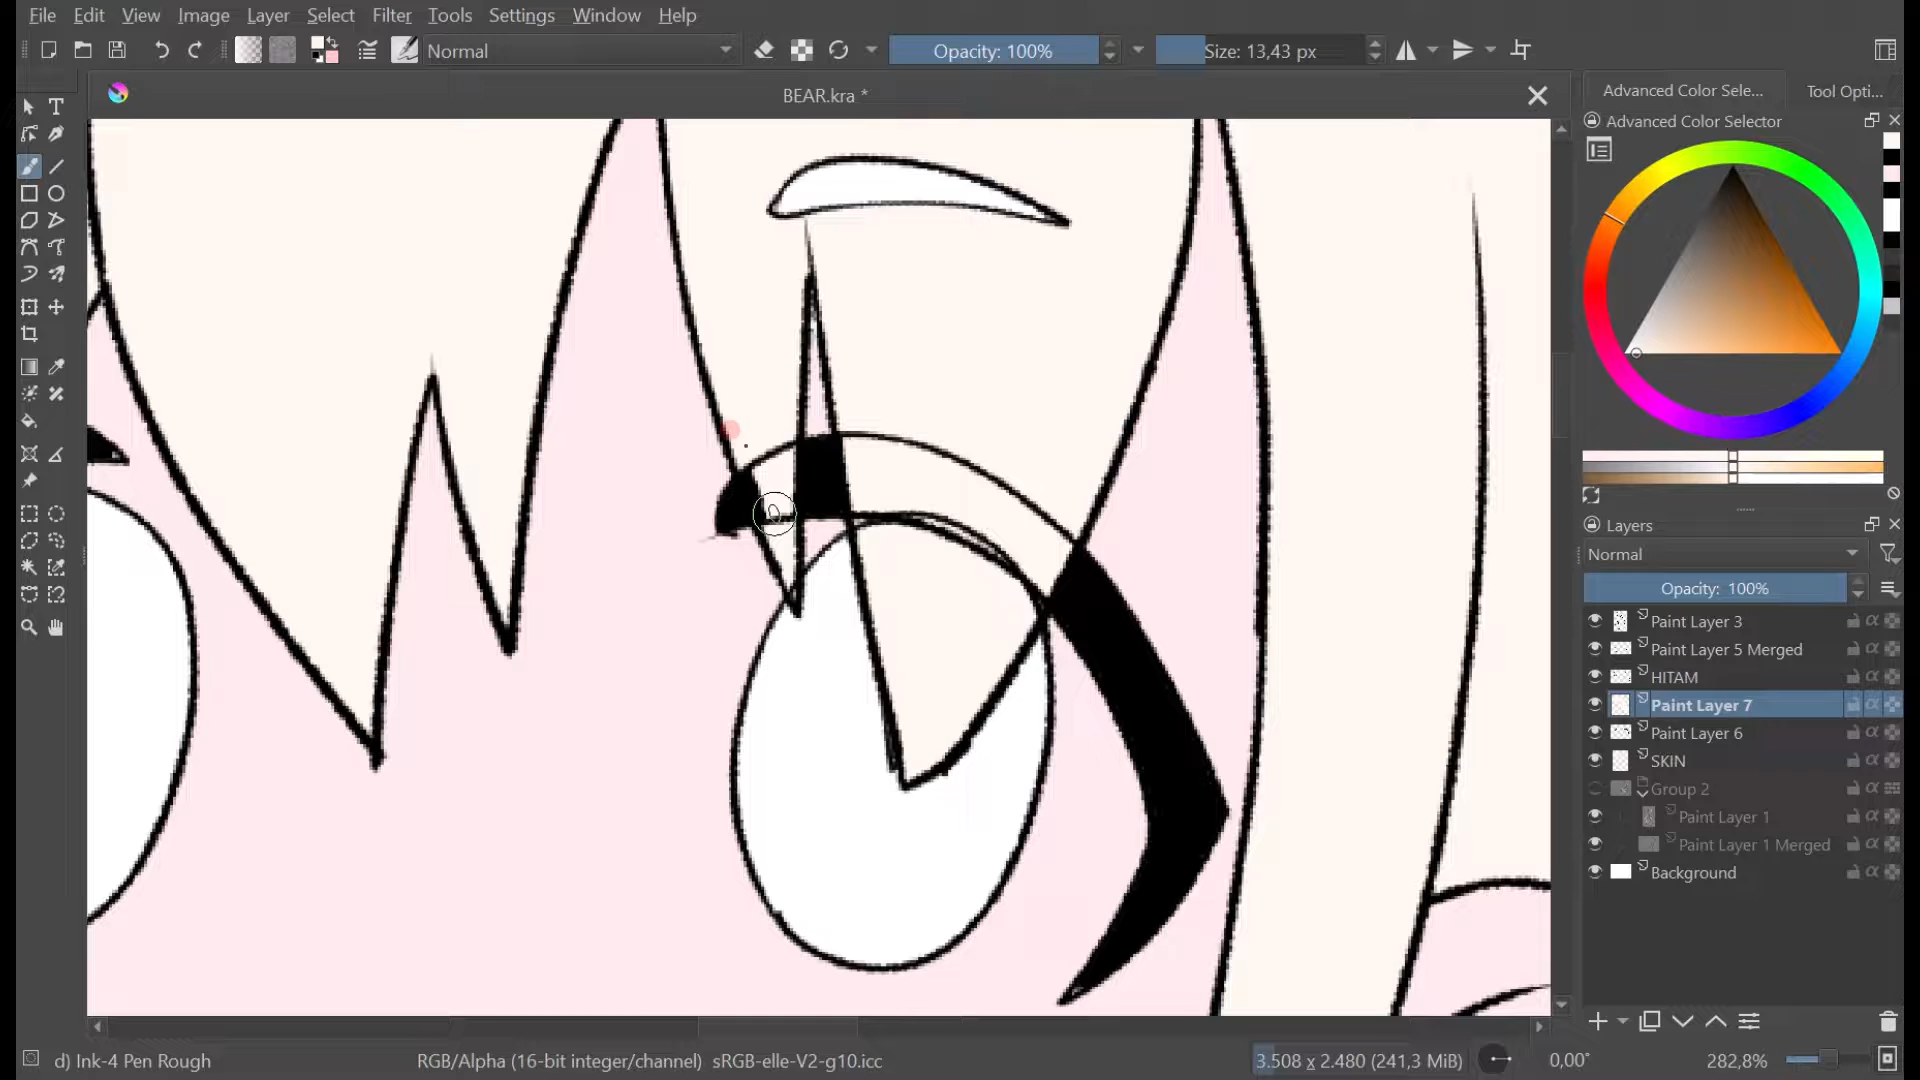 File Edit View Image Layer Select Filter Tools Settings Window Help
Normal Opacity: 100% Size: 13,43 px
BEAR.kra *
Advanced Color Sele... Tool Opti...
Advanced Color Selector
Layers
Normal
Opacity: 100%
Paint Layer 3
Paint Layer 5 Merged
HITAM
Paint Layer 7
Paint Layer 6
SKIN
Group 2
Paint Layer 1
Paint Layer 1 Merged
Background
d) Ink-4 Pen Rough RGB/Alpha (16-bit integer/channel) sRGB-elle-V2-g10.icc 3.508 x 2.480 (241,3 MiB) 0,00° 282,8%